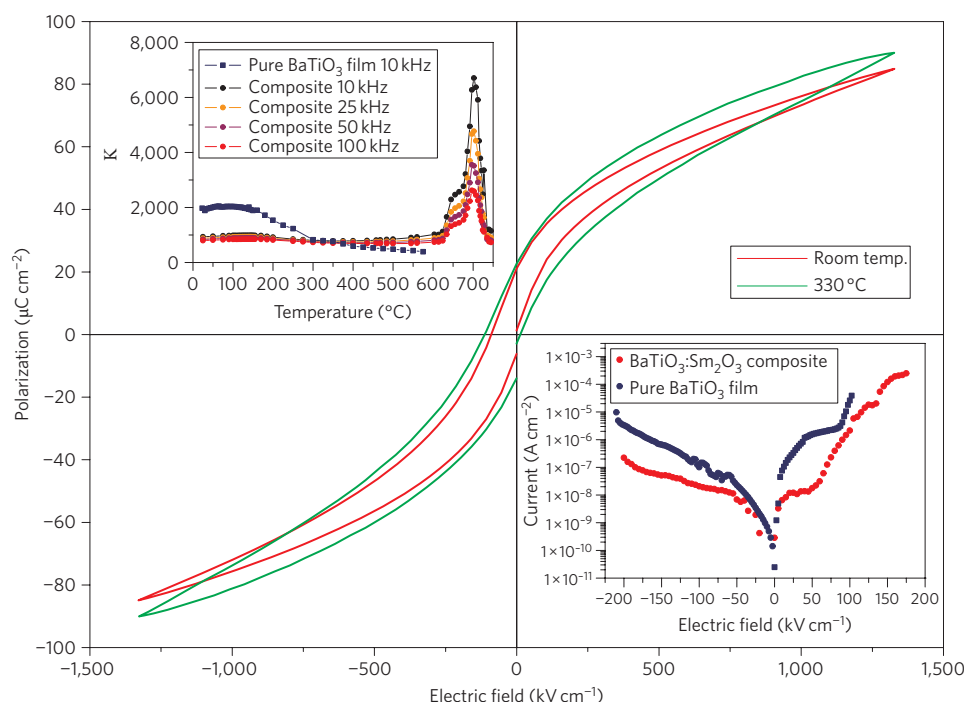 100
80
60
40
20
0
−20
−40
−60
−80
−100
Polarization (μC cm⁻²)
−1,500
−1,000
−500
0
500
1,000
1,500
Electric field (kV cm⁻¹)
8,000
6,000
4,000
2,000
0
K
Pure BaTiO₃ film 10 kHz
Composite 10 kHz
Composite 25 kHz
Composite 50 kHz
Composite 100 kHz
0 100 200 300 400 500 600 700
Temperature (°C)
Room temp.
330 °C
1×10⁻³
1×10⁻⁴
1×10⁻⁵
1×10⁻⁶
1×10⁻⁷
1×10⁻⁸
1×10⁻⁹
1×10⁻¹⁰
1×10⁻¹¹
Current (A cm⁻²)
BaTiO₃:Sm₂O₃ composite
Pure BaTiO₃ film
−200 −150 −100 −50 0 50 100 150 200
Electric field (kV cm⁻¹)